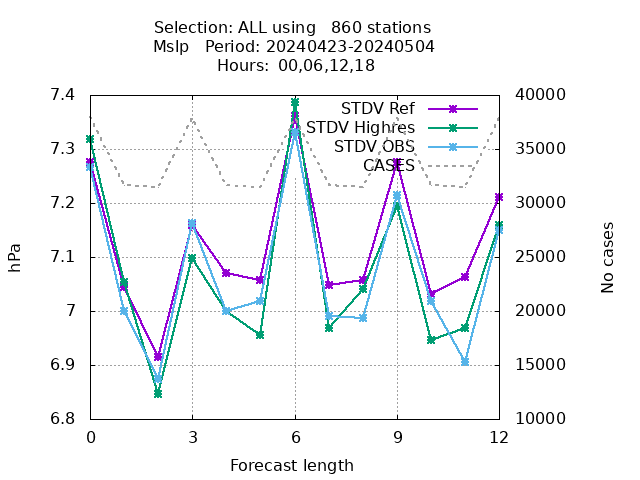 Selection: ALL using   860 stations
Mslp   Period: 20240423-20240504
Hours:  00,06,12,18
7.4
7.3
7.2
7.1
7
6.9
6.8
40000
35000
30000
25000
20000
15000
10000
STDV Ref
STDV Highres
STDV OBS
CASES
hPa
No cases
0 3 6 9 12
Forecast length